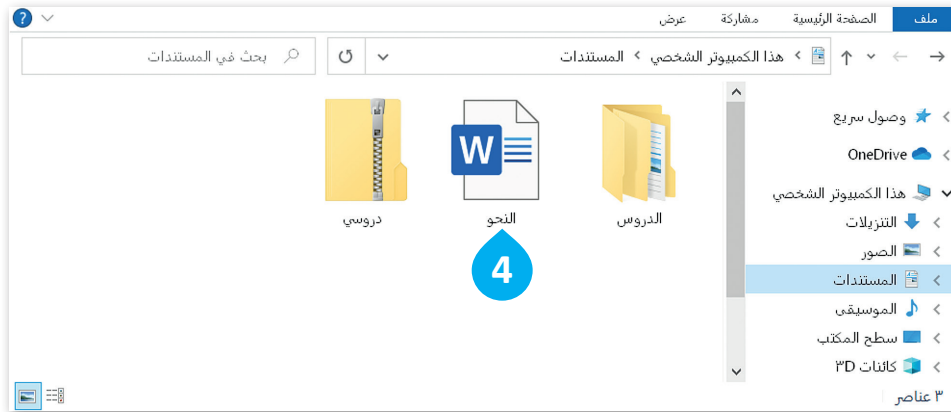 ملف الصفحة الرئيسية مشاركة عرض ?
هذا الكمبيوتر الشخصي المستندات
بحث في المستندات
وصول سريع
OneDrive
هذا الكمبيوتر الشخصي
التنزيلات
الصور
المستندات
الموسيقى
سطح المكتب
كائنات 3D
W
الدروس النحو دروسي
4
٣ عناصر